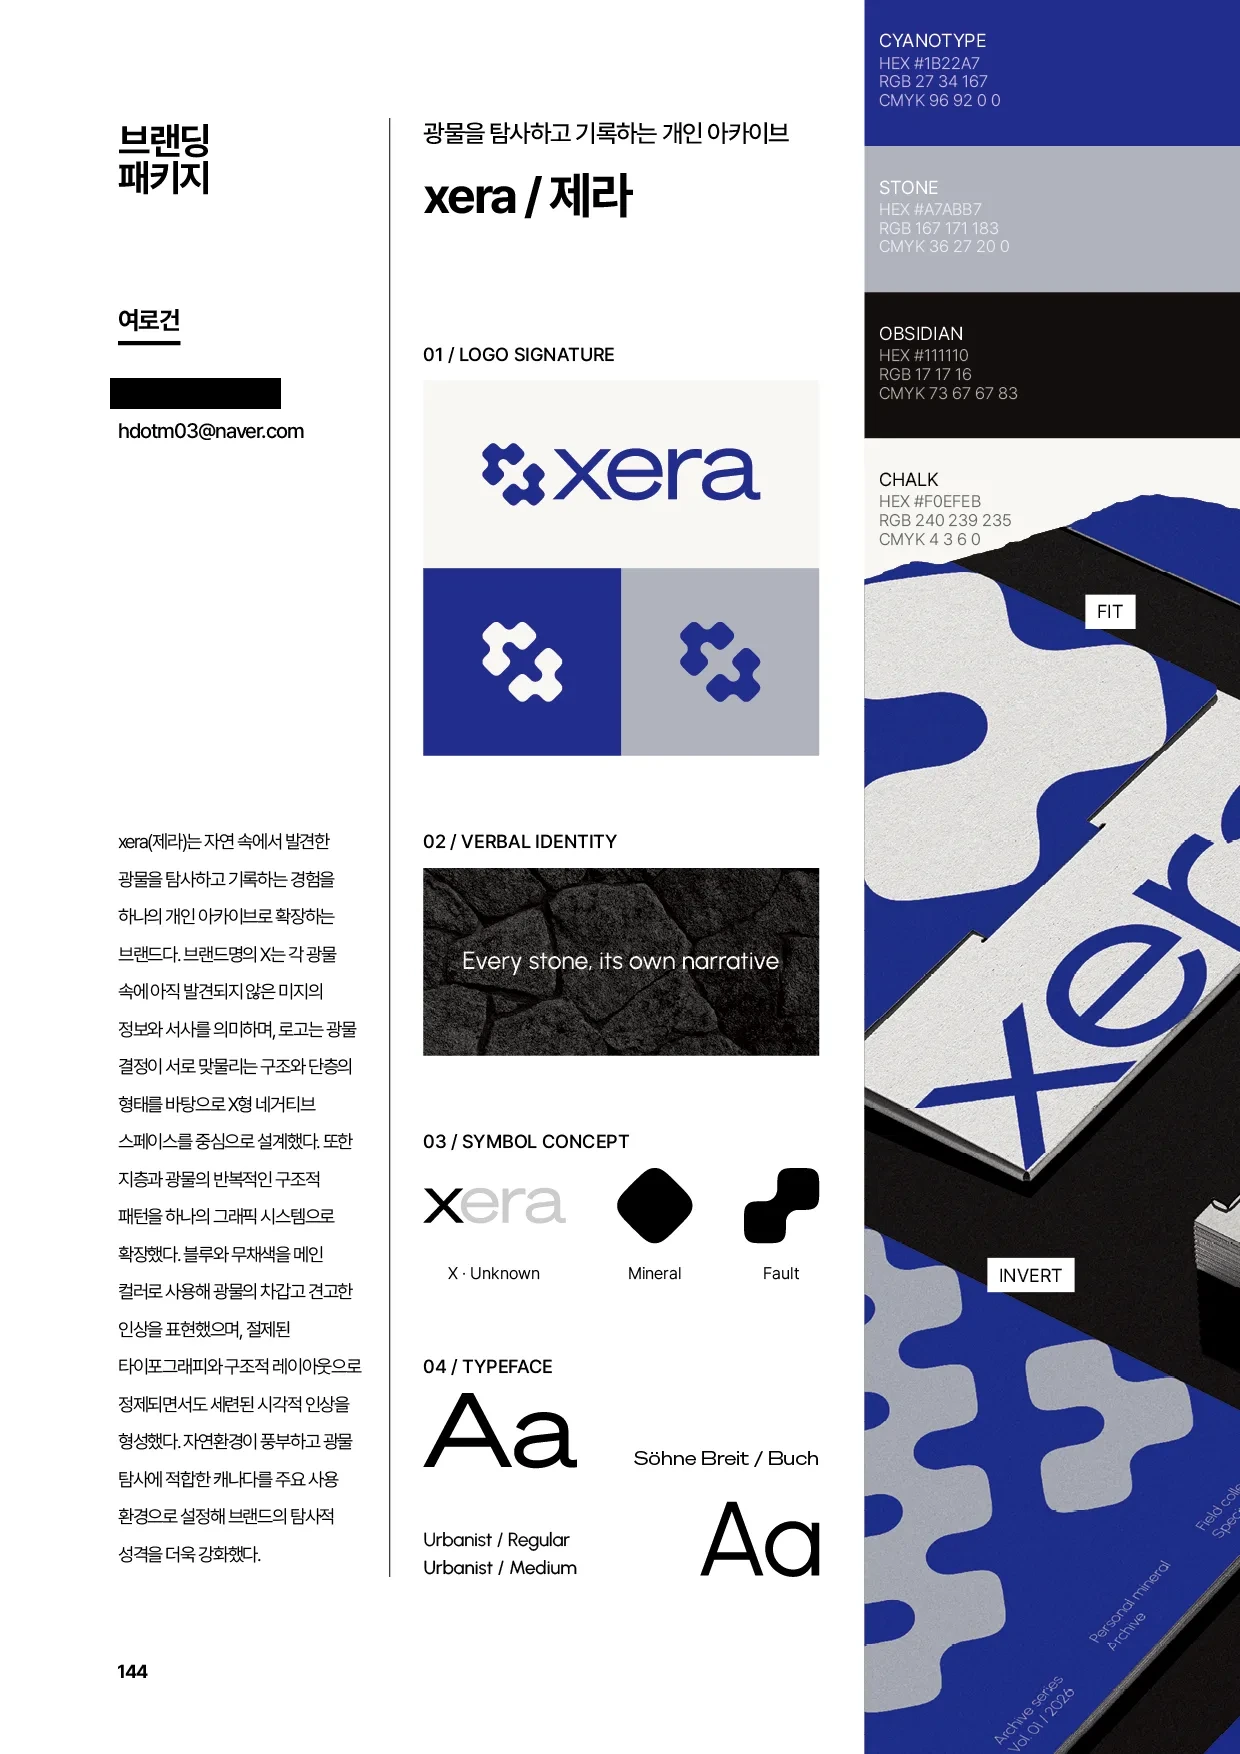 브랜딩
패키지
여로건
hdotm03@naver.com
xera(제라)는 자연 속에서 발견한
광물을 탐사하고 기록하는 경험을
하나의 개인 아카이브로 확장하는
브랜드다. 브랜드명의 X는 각 광물
속에 아직 발견되지 않은 미지의
정보와 서사를 의미하며, 로고는 광물
결정이 서로 맞물리는 구조와 단층의
형태를 바탕으로 X형 네거티브
스페이스를 중심으로 설계했다. 또한
지층과 광물의 반복적인 구조적
패턴을 하나의 그래픽 시스템으로
확장했다. 블루와 무채색을 메인
컬러로 사용해 광물의 차갑고 견고한
인상을 표현했으며, 절제된
타이포그래피와 구조적 레이아웃으로
정제되면서도 세련된 시각적 인상을
형성했다. 자연환경이 풍부하고 광물
탐사에 적합한 캐나다를 주요 사용
환경으로 설정해 브랜드의 탐사적
성격을 더욱 강화했다.
144
광물을 탐사하고 기록하는 개인 아카이브
xera / 제라
01 / LOGO SIGNATURE
xera
02 / VERBAL IDENTITY
Every stone, its own narrative
03 / SYMBOL CONCEPT
xera
X · Unknown
Mineral
Fault
04 / TYPEFACE
Aa
Söhne Breit / Buch
Urbanist / Regular
Urbanist / Medium
Aa
CYANOTYPE
HEX #1B22A7
RGB 27 34 167
CMYK 96 92 0 0
STONE
HEX #A7ABB7
RGB 167 171 183
CMYK 36 27 20 0
OBSIDIAN
HEX #111110
RGB 17 17 16
CMYK 73 67 67 83
CHALK
HEX #F0EFEB
RGB 240 239 235
CMYK 4 3 6 0
FIT
xer
INVERT
Field
Personal mineral
Archive
Archive series
Vol. 01 / 2026